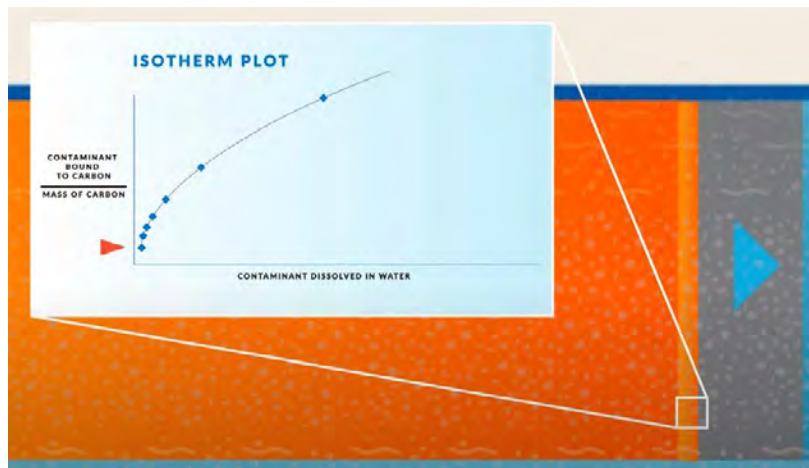 ISOTHERM PLOT
CONTAMINANT
BOUND
TO CARBON
MASS OF CARBON
CONTAMINANT DISSOLVED IN WATER